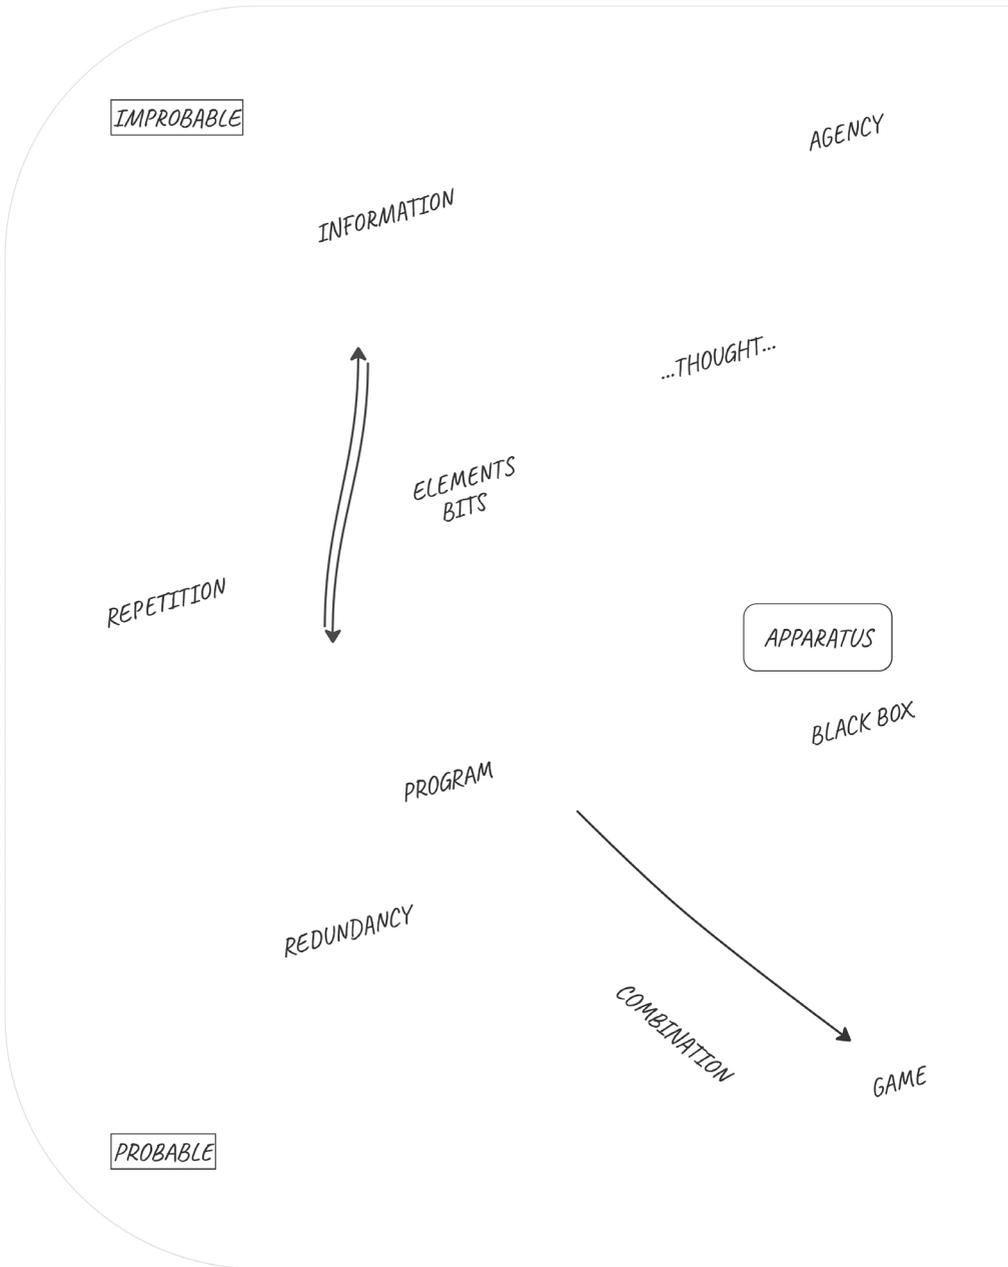 IMPROBABLE
AGENCY
INFORMATION
...THOUGHT...
ELEMENTS
BITS
REPETITION
APPARATUS
BLACK BOX
PROGRAM
REDUNDANCY
COMBINATION
GAME
PROBABLE